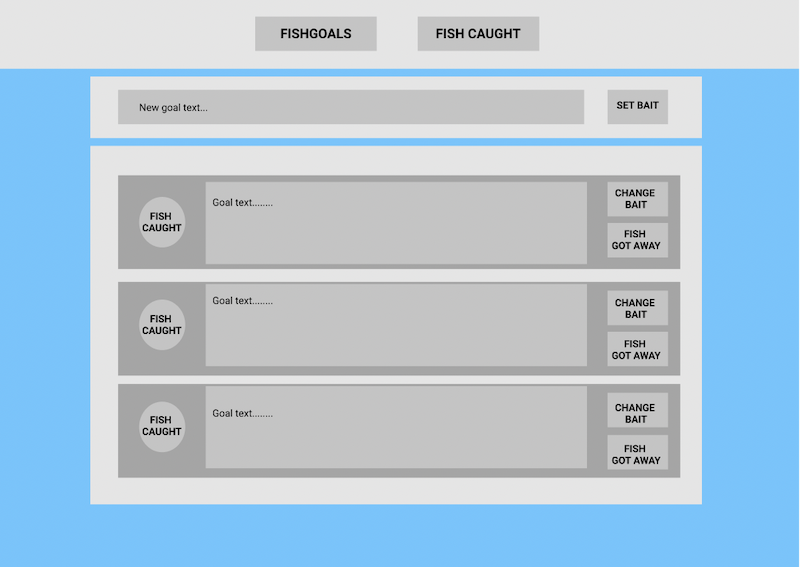 FISHGOALS
FISH CAUGHT
New goal text...
SET BAIT
FISH
CAUGHT
Goal text........
CHANGE
BAIT
FISH
GOT AWAY
FISH
CAUGHT
Goal text........
CHANGE
BAIT
FISH
GOT AWAY
FISH
CAUGHT
Goal text........
CHANGE
BAIT
FISH
GOT AWAY